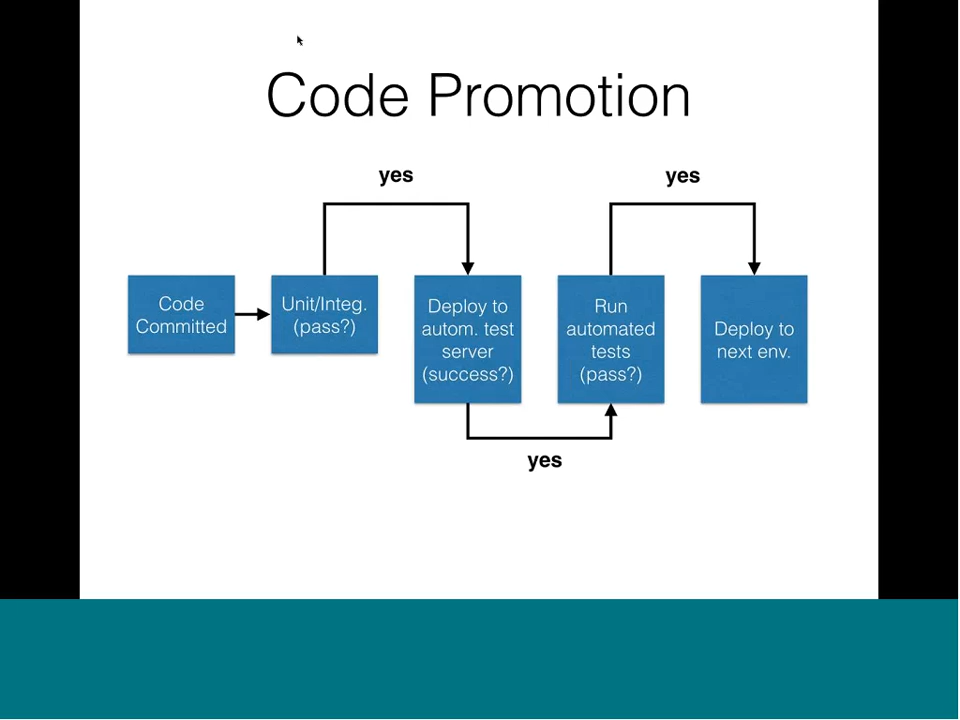 Code Promotion
yes
yes
Code
Committed
Unit/Integ.
(pass?)
Deploy to
autom. test
server
(success?)
Run
automated
tests
(pass?)
Deploy to
next env.
yes